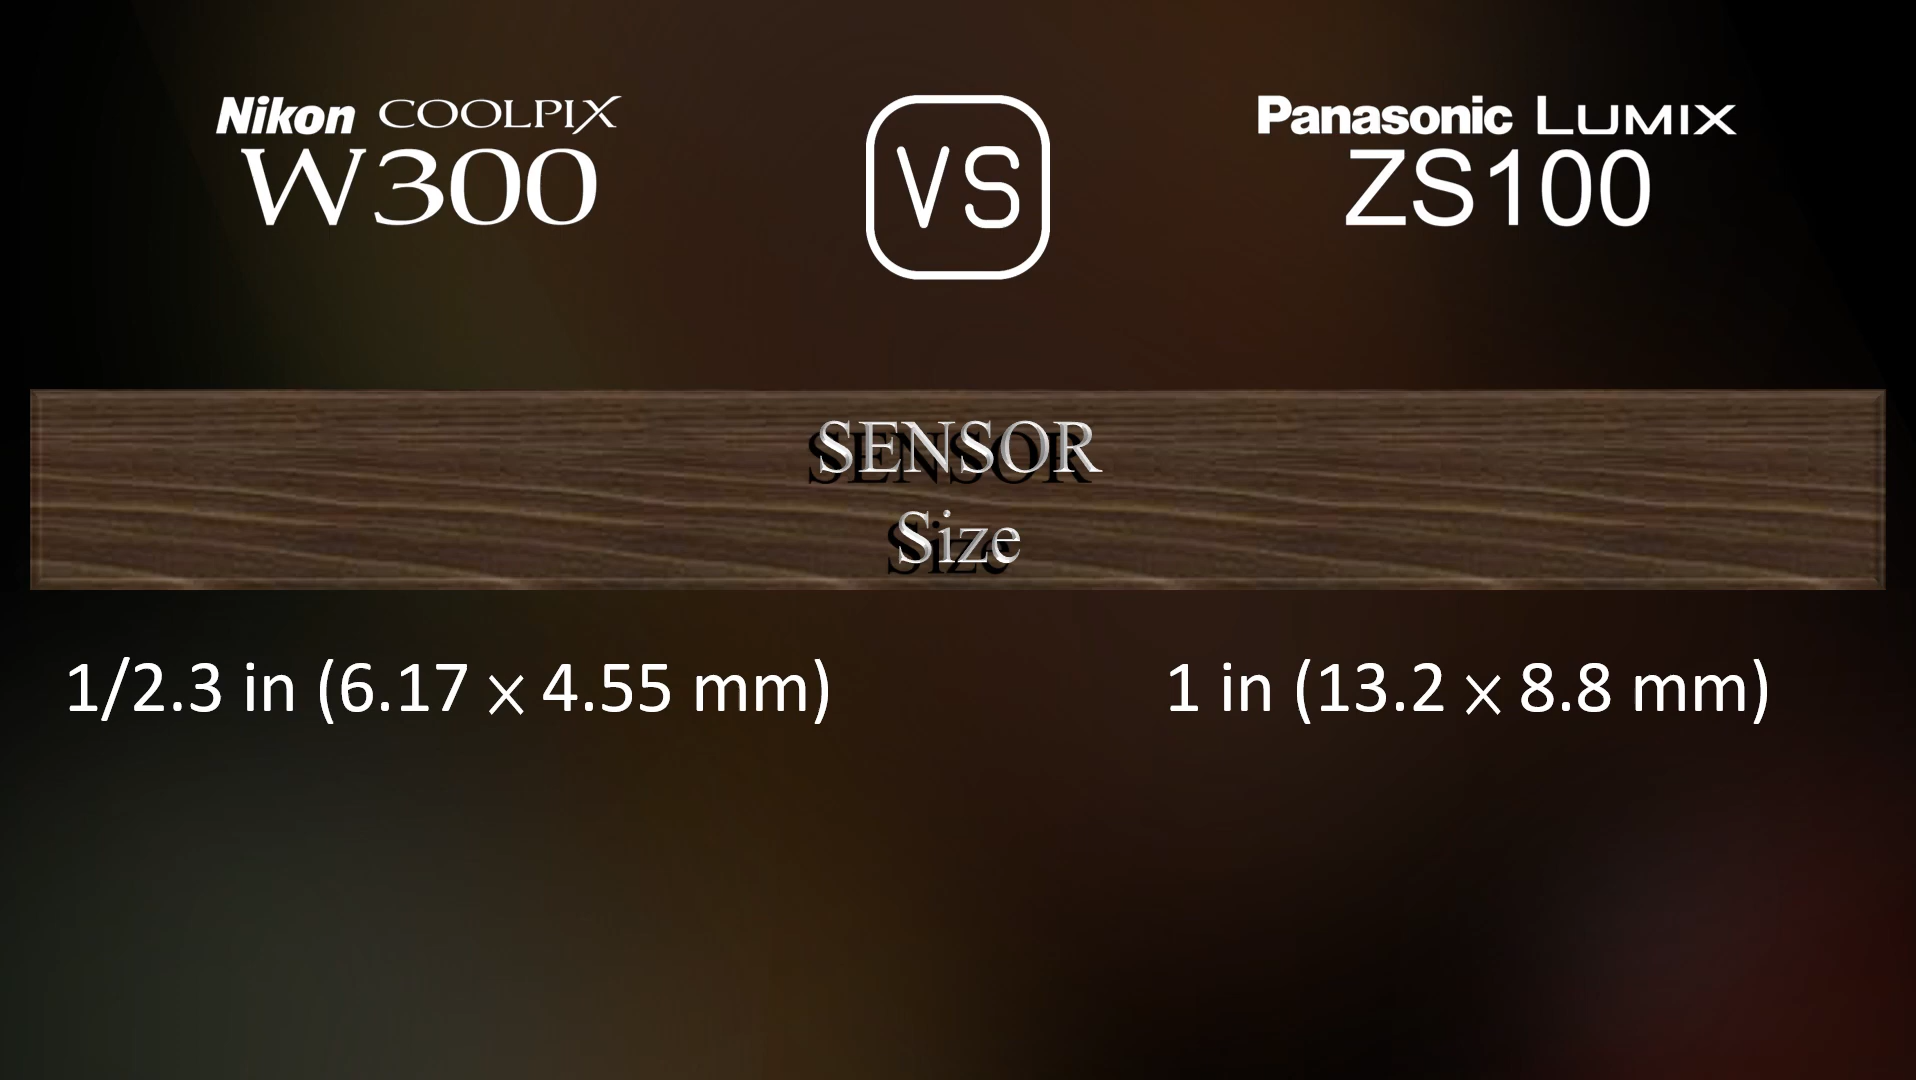 Nikon COOLPIX
W300
VS
Panasonic LUMIX
ZS100
SENSOR
Size
1/2.3 in (6.17 x 4.55 mm)
1 in (13.2 x 8.8 mm)